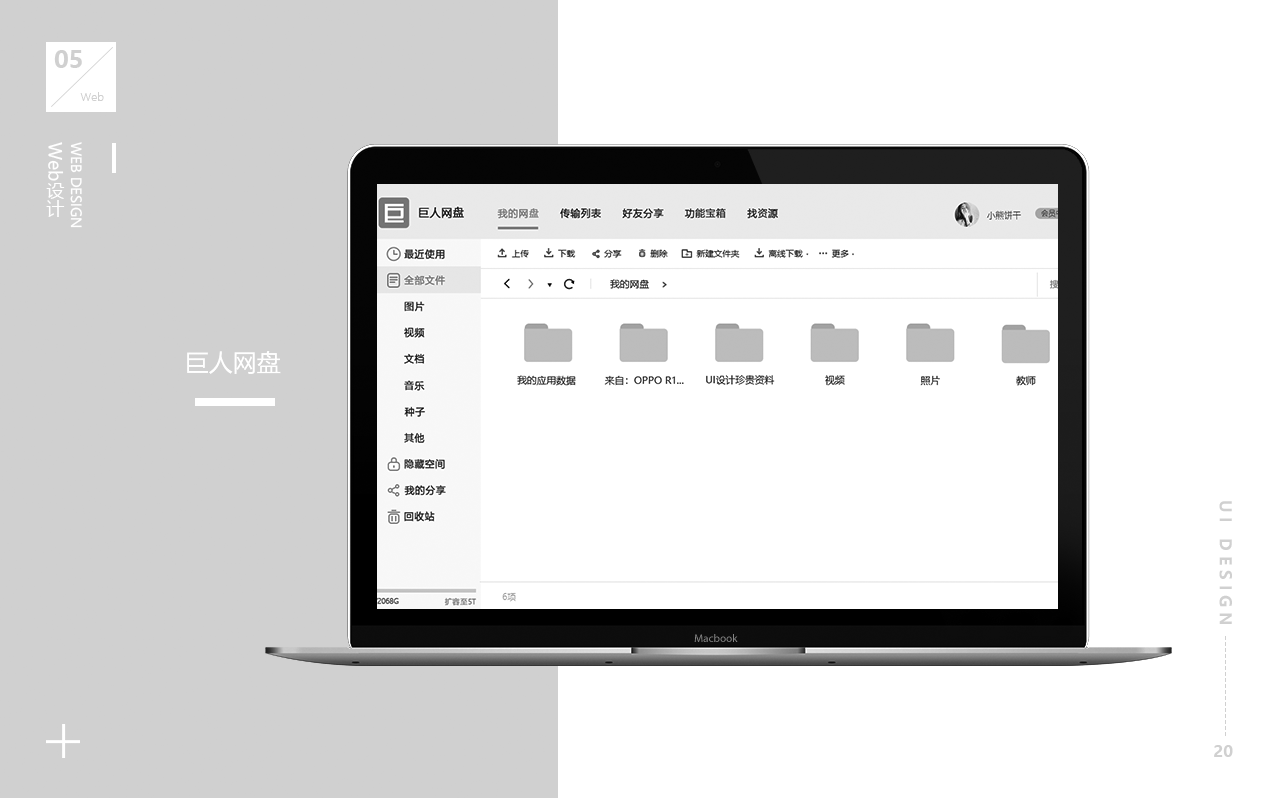 05
Web
WEB DESIGN
Web设计
巨人网盘
巨人网盘
我的网盘 传输列表 好友分享 功能宝箱 找资源
小熊饼干
会员
最近使用
全部文件
图片
视频
文档
音乐
种子
其他
隐藏空间
我的分享
回收站
2068G 扩容至5T
上传 下载 分享 删除 新建文件夹 离线下载 更多
我的网盘
我的应用数据 来自：OPPO R1... UI设计珍贵资料 视频 照片 教师
6项
Macbook
UI DESIGN
20